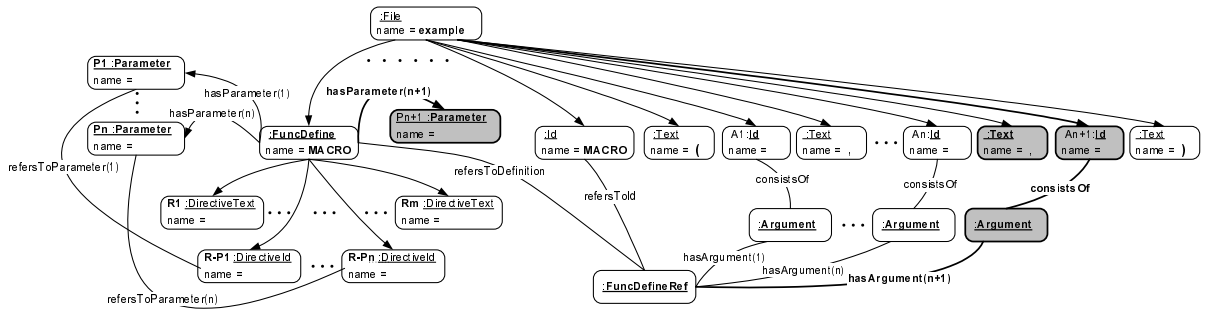 :File
name = example
P1 :Parameter
name =
hasParameter(1)
hasParameter(n+1)
hasParameter(n)
Pn+1 :Parameter
name =
Pn :Parameter
name =
:FuncDefine
name = MACRO
:Id
name = MACRO
:Text
name = (
A1:Id
name =
:Text
name = ,
An:Id
name =
:Text
name = ,
An+1:Id
name =
:Text
name = )
refersToParameter(1)
refersToDefinition
refersToId
consistsOf
consistsOf
consistsOf
R1 :DirectiveText
name =
Rm :DirectiveText
name =
:Argument
:Argument
:Argument
R-P1 :DirectiveId
name =
R-Pn :DirectiveId
name =
hasArgument(1)
hasArgument(n)
hasArgument(n+1)
:FuncDefineRef
refersToParameter(n)